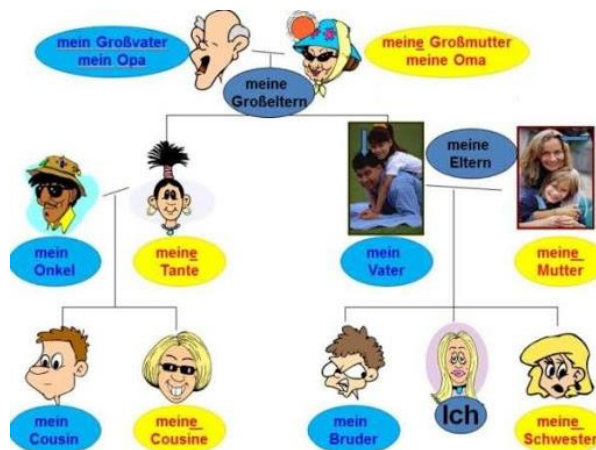 mein Großvater
mein Opa
meine Großmutter
meine Oma
meine
Großeltern
meine
Eltern
mein
Onkel
meine
Tante
mein
Vater
meine
Mutter
mein
Cousin
meine
Cousine
mein
Bruder
Ich
meine
Schwester